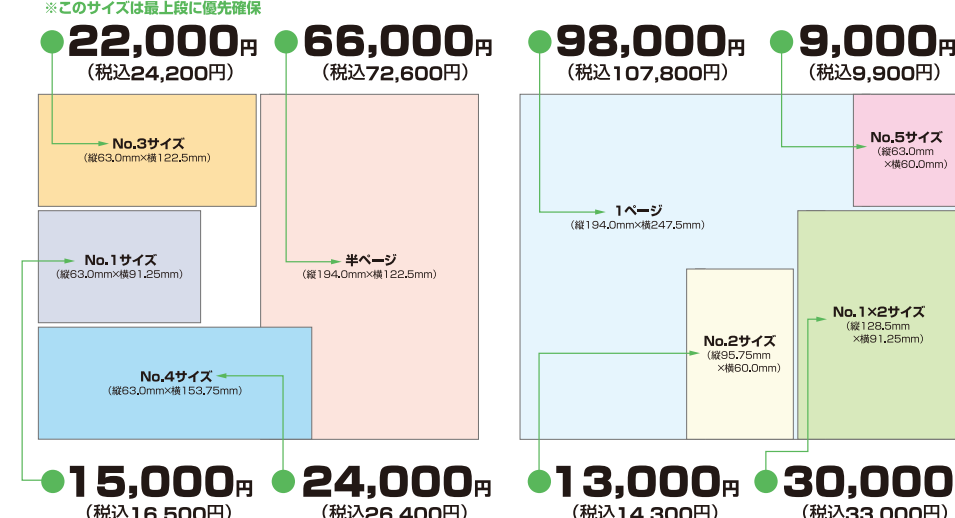 ※このサイズは最上段に優先確保
22,000円
(税込24,200円)
66,000円
(税込72,600円)
98,000円
(税込107,800円)
9,000円
(税込9,900円)
No.3サイズ
(縦63.0mm×横122.5mm)
No.5サイズ
(縦63.0mm
×横60.0mm)
1ページ
(縦194.0mm×横247.5mm)
No.1サイズ
(縦63.0mm×横91.25mm)
半ページ
(縦194.0mm×横122.5mm)
No.1×2サイズ
(縦128.5mm
×横91.25mm)
No.2サイズ
(縦95.75mm
×横60.0mm)
No.4サイズ
(縦63.0mm×横153.75mm)
15,000円
(税込16,500円)
24,000円
(税込26,400円)
13,000円
(税込14,300円)
30,000
(税込33,000円)